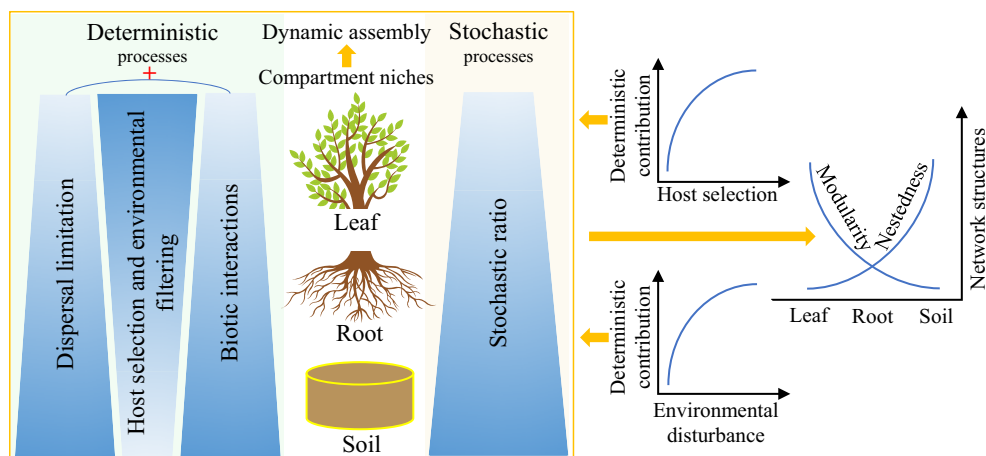 Deterministic
processes
+
Dynamic assembly
Compartment niches
Stochastic
processes
Dispersal limitation
Host selection and environmental
filtering
Biotic interactions
Leaf
Root
Soil
Stochastic ratio
Deterministic
contribution
Host selection
Deterministic
contribution
Environmental
disturbance
Modularity
Nestedness
Network structures
Leaf Root Soil